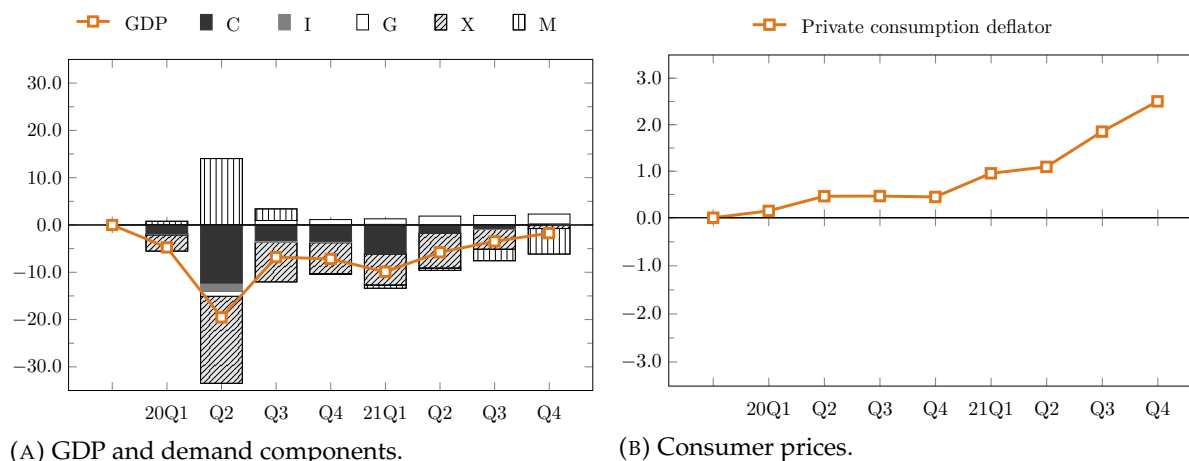 GDP C I G X M
30.0
20.0
10.0
0.0
−10.0
−20.0
−30.0
20Q1 Q2 Q3 Q4 21Q1 Q2 Q3 Q4
(A) GDP and demand components.
Private consumption deflator
3.0
2.0
1.0
0.0
−1.0
−2.0
−3.0
20Q1 Q2 Q3 Q4 21Q1 Q2 Q3 Q4
(B) Consumer prices.